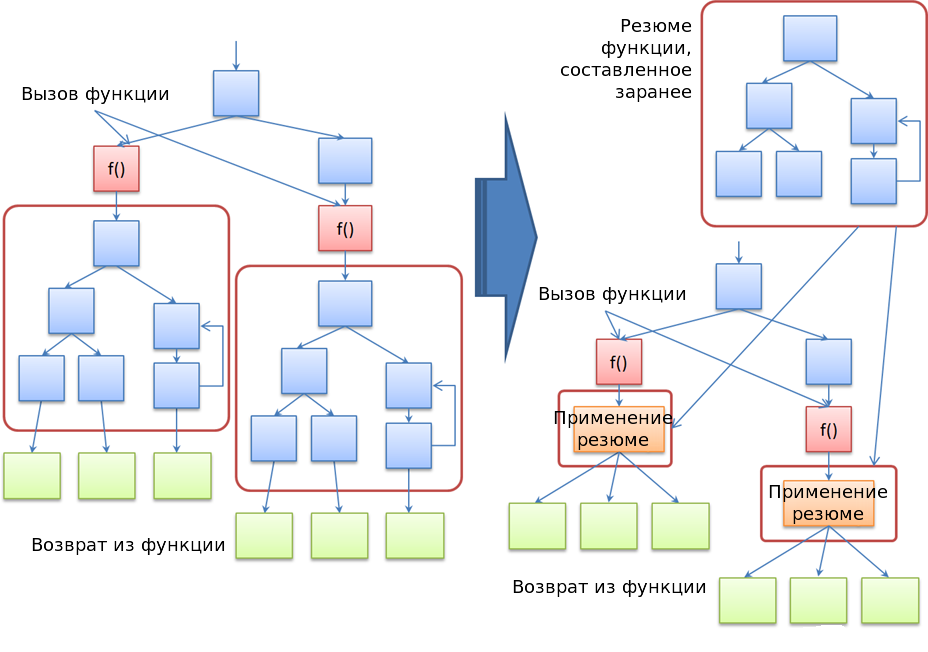 Вызов функции
f()
f()
Возврат из функции
Резюме
функции,
составленное
заранее
Вызов функции
f()
Применение
резюме
f()
Применение
резюме
Возврат из функции